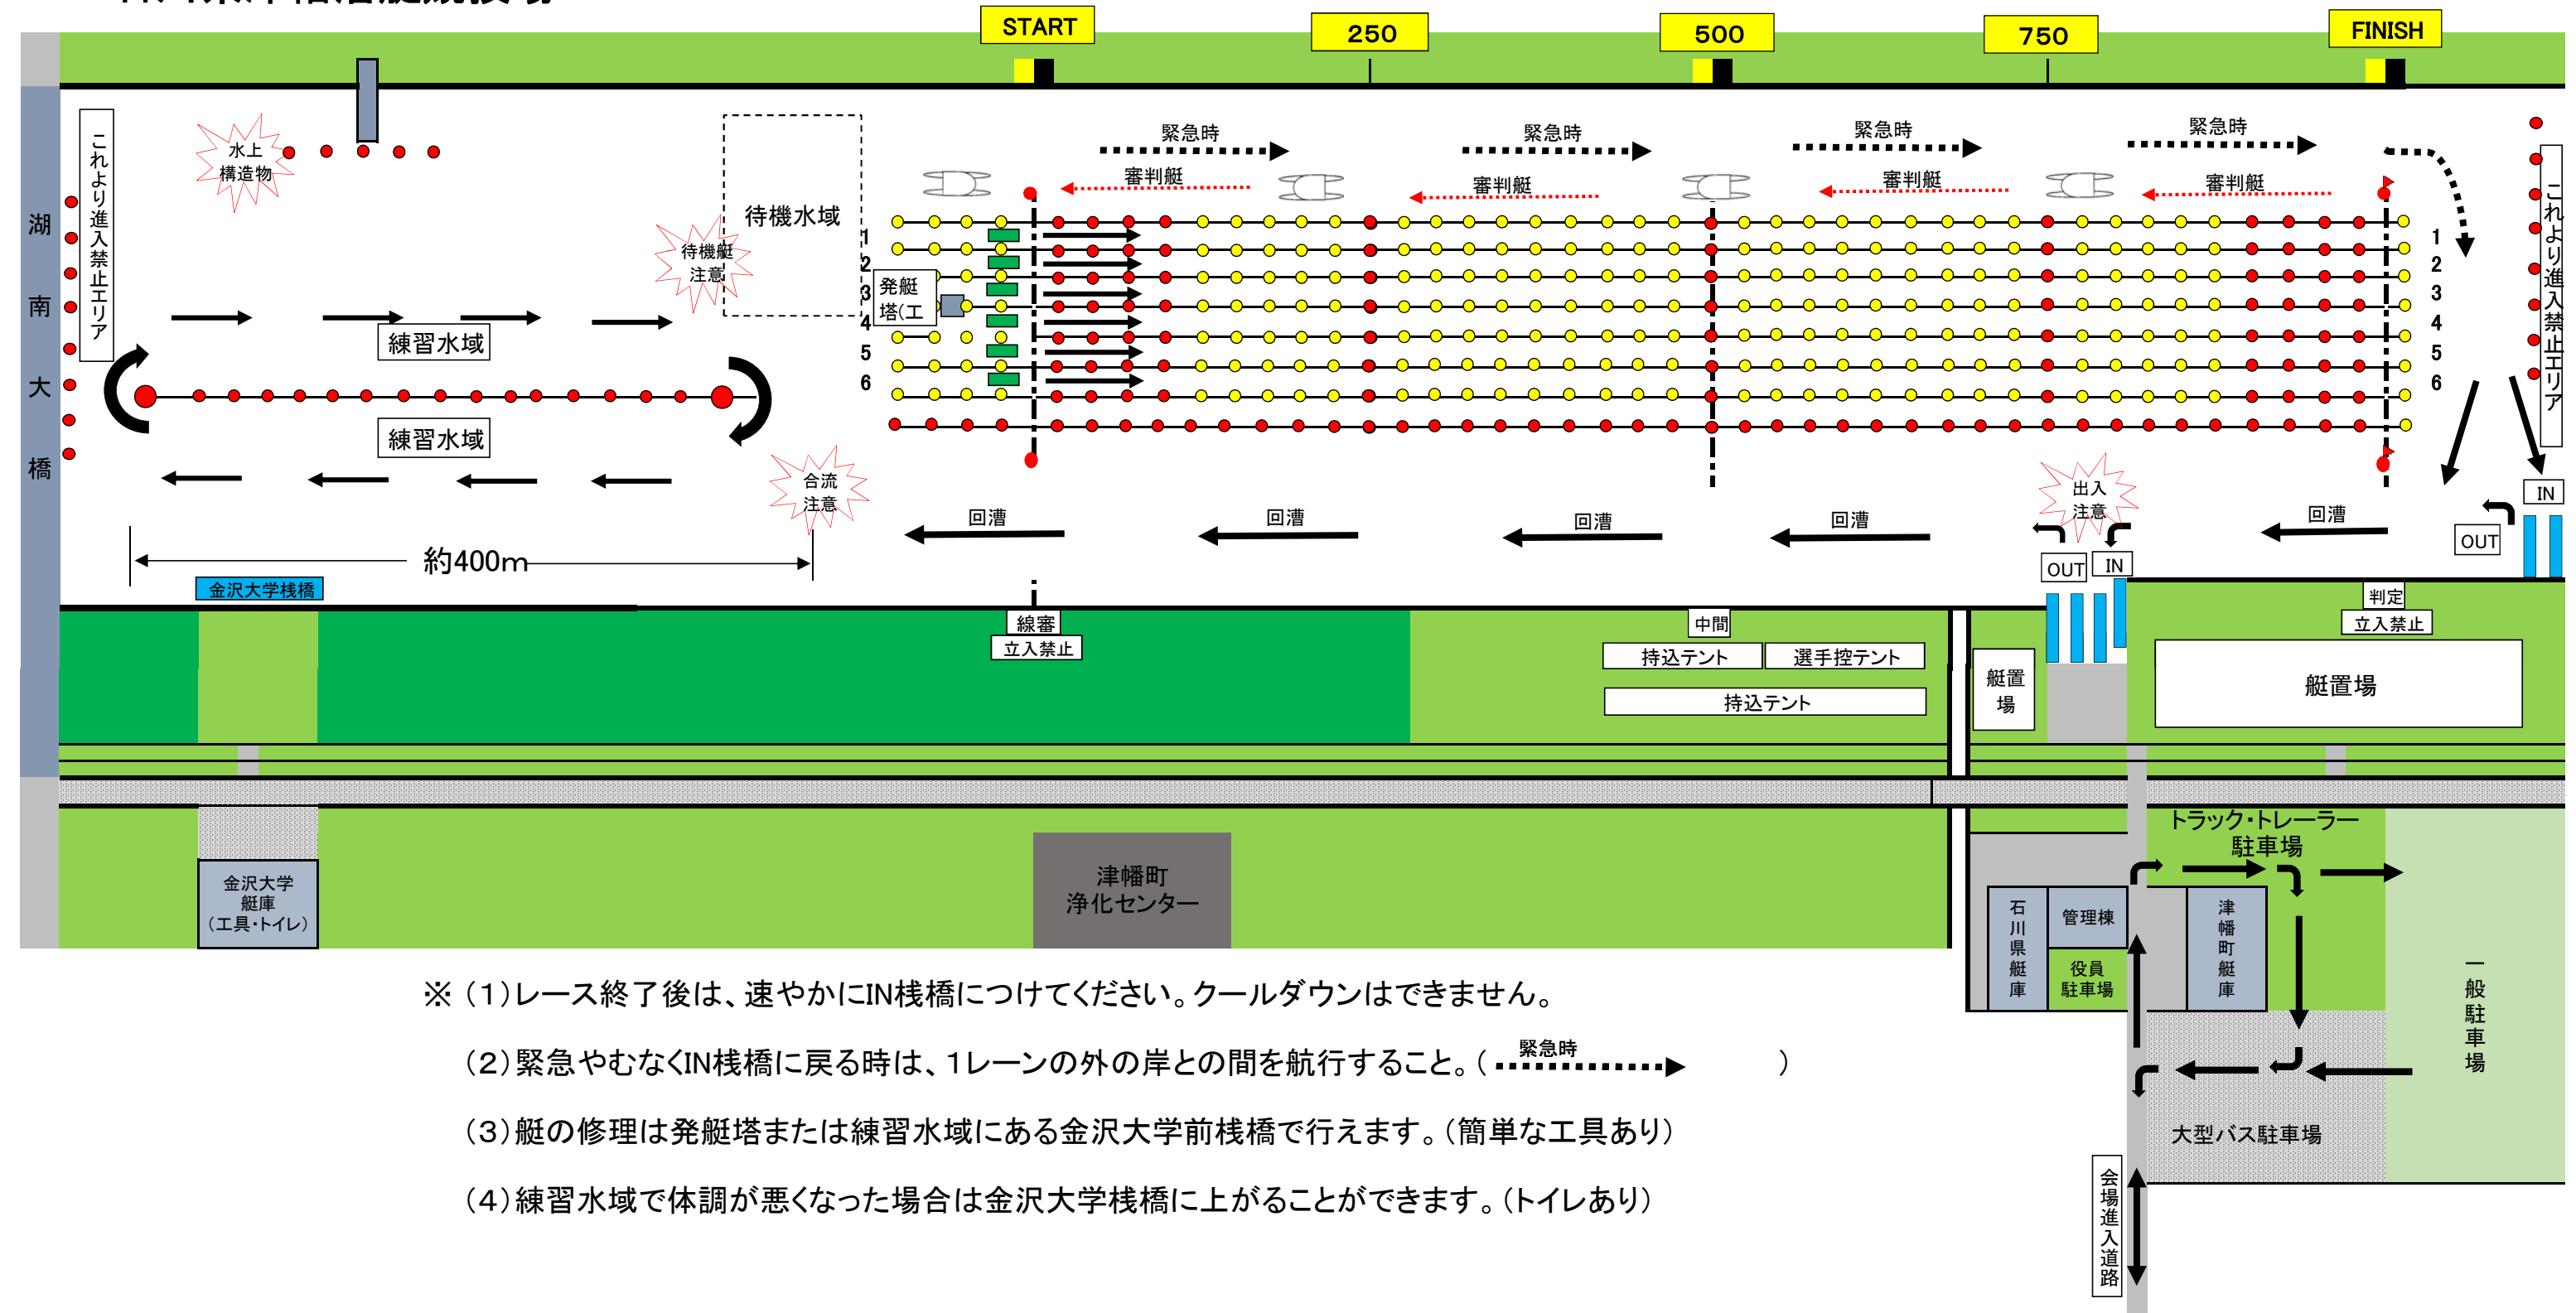 START
250
500
750
FINISH
緊急時
緊急時
緊急時
緊急時
審判艇
審判艇
審判艇
審判艇
これより進入禁止エリア
水上
構造物
待機水域
待機艇
注意
湖南大橋
練習水域
練習水域
発艇
塔(工
1
2
3
4
5
6
1
2
3
4
5
6
これより進入禁止エリア
合流
注意
出入
注意
回漕
回漕
回漕
回漕
回漕
IN
OUT
OUT
IN
約400m
金沢大学桟橋
線審
立入禁止
中間
判定
立入禁止
持込テント
選手控テント
持込テント
艇置
場
艇置場
金沢大学
艇庫
(工具・トイレ)
津幡町
浄化センター
トラック・トレーラー
駐車場
石川県艇庫
管理棟
役員
駐車場
津幡町艇庫
一般駐車場
大型バス駐車場
会場進入道路
※(1)レース終了後は、速やかにIN桟橋につけてください。クールダウンはできません。
(2)緊急やむなくIN桟橋に戻る時は、1レーンの外の岸との間を航行すること。( 緊急時 )
(3)艇の修理は発艇塔または練習水域にある金沢大学前桟橋で行えます。(簡単な工具あり)
(4)練習水域で体調が悪くなった場合は金沢大学桟橋に上がることができます。(トイレあり)